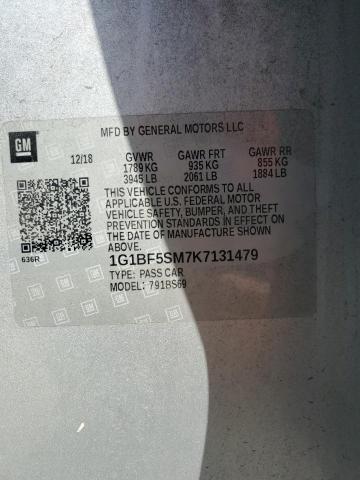 MFD BY GENERAL MOTORS LLC
GM
12/18 GVWR GAWR FRT GAWR RR
1789 KG 935 KG 855 KG
3945 LB 2061 LB 1884 LB
THIS VEHICLE CONFORMS TO ALL
APPLICABLE U.S. FEDERAL MOTOR
VEHICLE SAFETY, BUMPER, AND THEFT
PREVENTION STANDARDS IN EFFECT ON
THE DATE OF MANUFACTURE SHOWN
ABOVE.
636R
1G1BF5SM7K7131479
TYPE: PASS CAR
MODEL: 791BS69